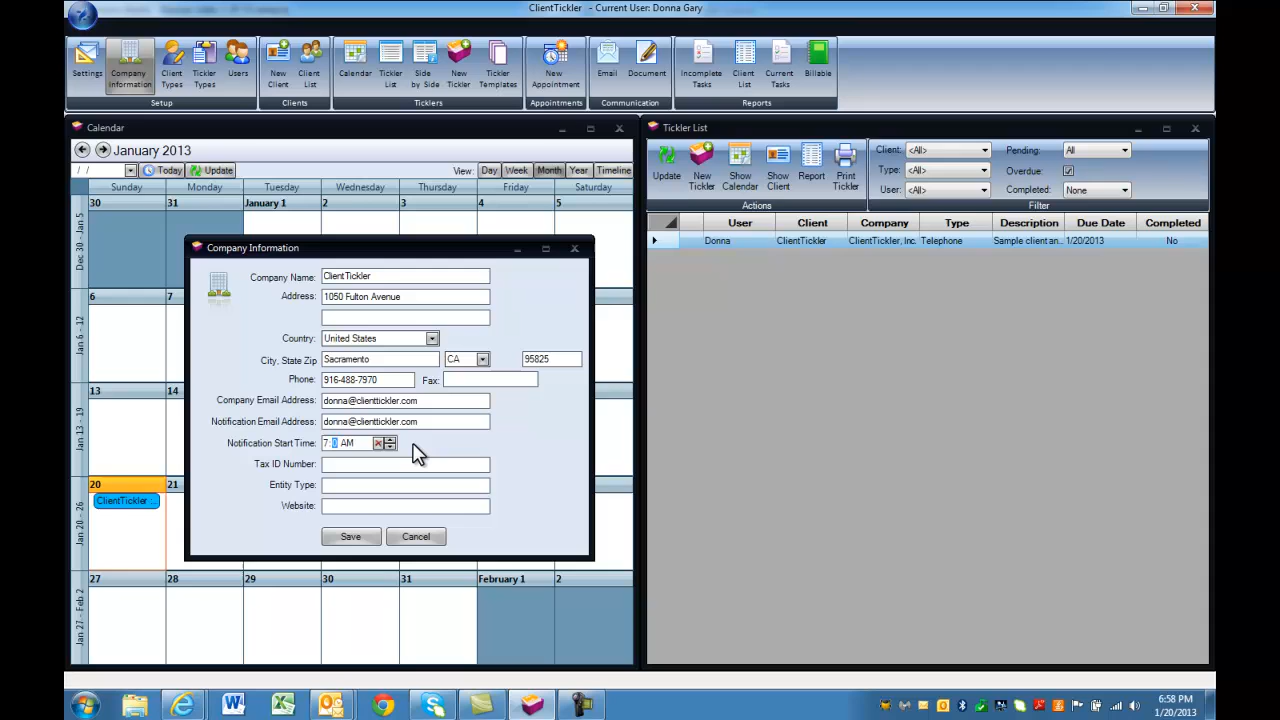 ClientTickler - Current User: Donna Gary
Settings
Company Information
Client Types
Tickler Types
Users
New Client
Client List
Calendar
Tickler List
Side by Side
New Tickler
Tickler Templates
New Appointment
Email
Document
Incomplete Tasks
Client List
Current Tasks
Billable
Setup
Clients
Ticklers
Appointments
Communication
Reports
Calendar
January 2013
/ /
Today
Update
View:
Day
Week
Month
Year
Timeline
Sunday Monday Tuesday Wednesday Thursday Friday Saturday
Dec 30 - Jan 5
30 31 January 1 2 3 4 5
Jan 6 - 12
6 7
Jan 13 - 19
13 14
Jan 20 - 26
20 21
ClientTickler ...
Jan 27 - Feb 2
27 28 29 30 31 February 1 2
Company Information
Company Name: ClientTickler
Address: 1050 Fulton Avenue
Country: United States
City, State Zip Sacramento CA 95825
Phone: 916-488-7970 Fax:
Company Email Address: donna@clienttickler.com
Notification Email Address: donna@clienttickler.com
Notification Start Time: 7:0 AM
Tax ID Number:
Entity Type:
Website:
Save
Cancel
Tickler List
Update
New Tickler
Show Calendar
Show Client
Report
Print Tickler
Actions
Client: <All> Pending: All
Type: <All> Overdue:
User: <All> Completed: None
Filter
User Client Company Type Description Due Date Completed
Donna ClientTickler ClientTickler, Inc. Telephone Sample client an... 1/20/2013 No
6:58 PM
1/20/2013